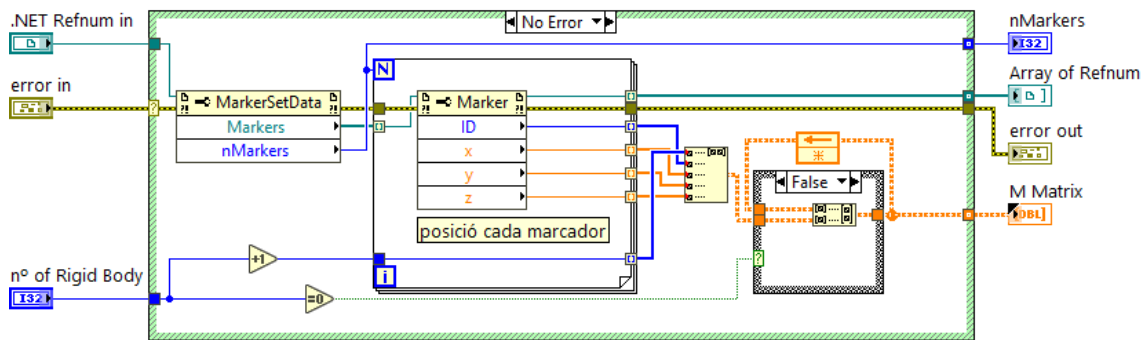 .NET Refnum in
No Error
nMarkers
I32
error in
N
Array of Refnum
MarkerSetData
Marker
Markers
ID
nMarkers
x
error out
y
False
z
M Matrix
DBL
posició cada marcador
nº of Rigid Body
+1
i
I32
=0